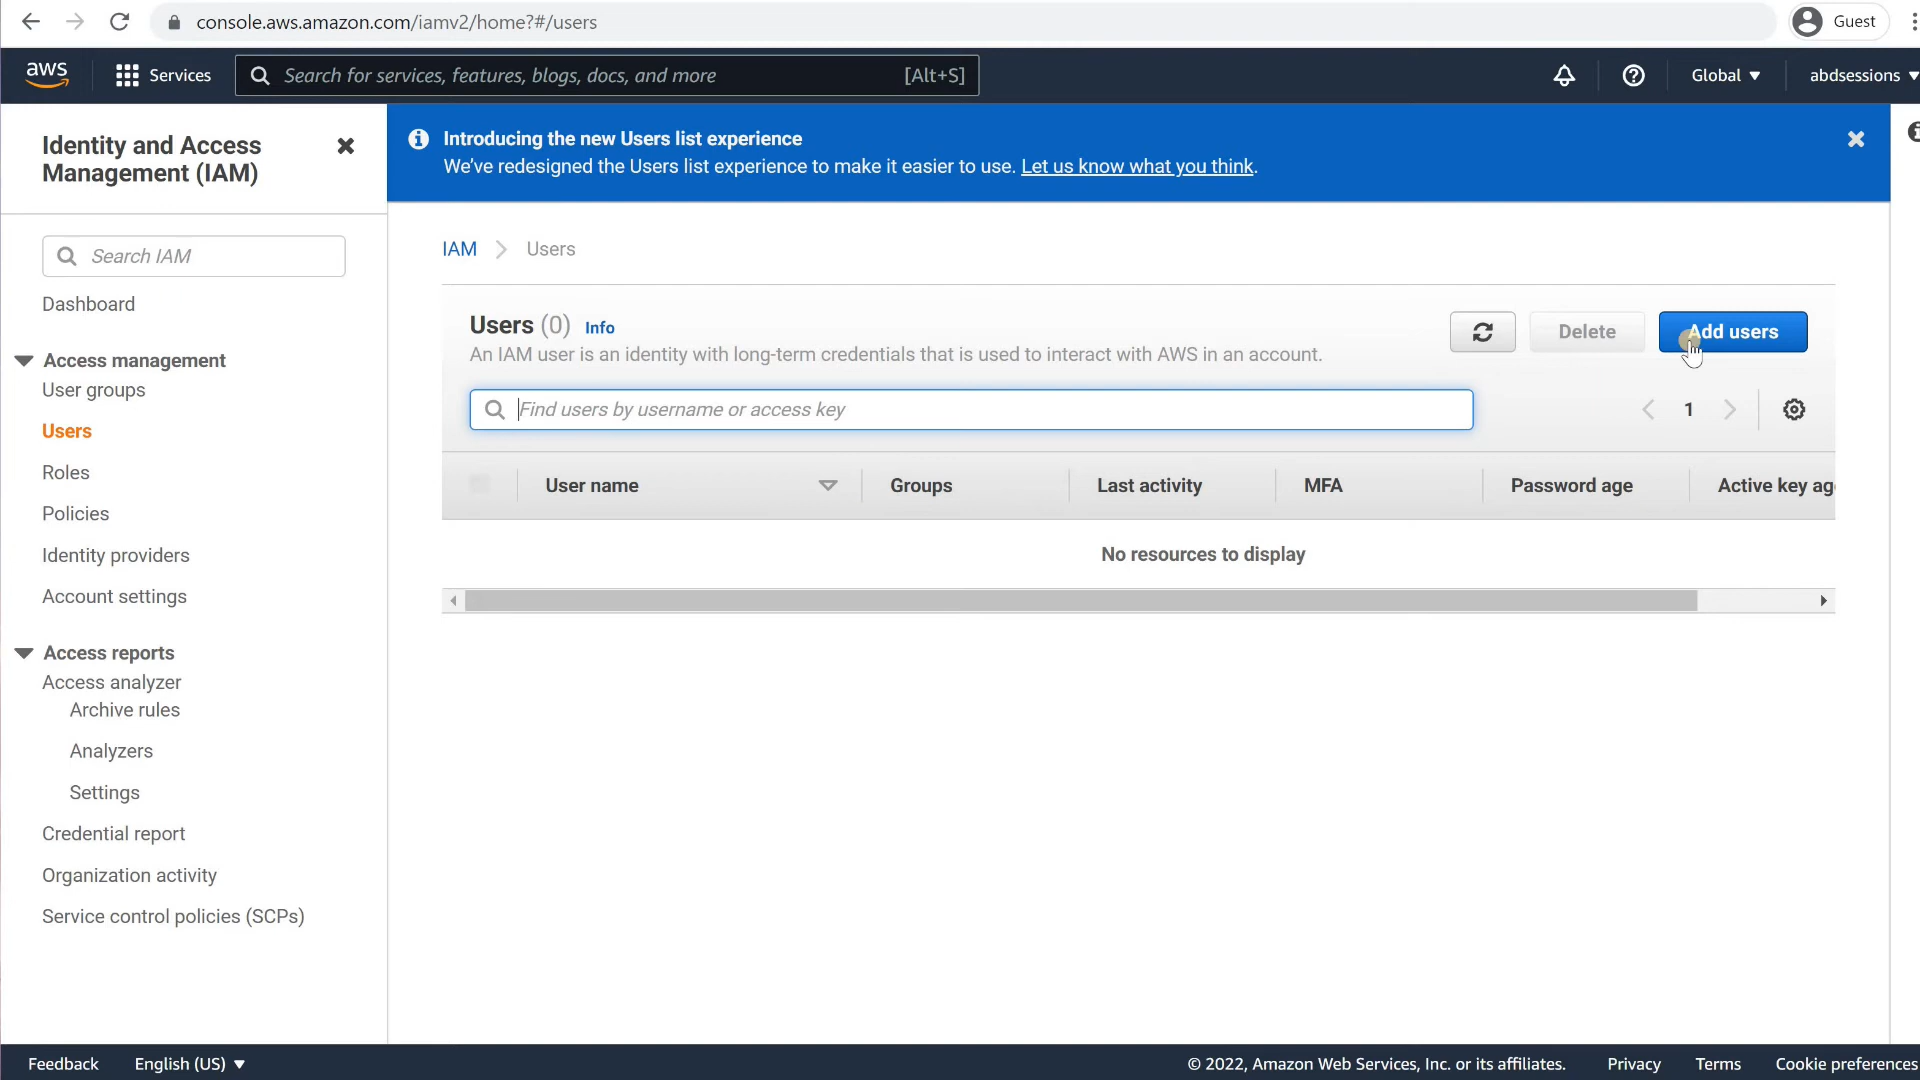 console.aws.amazon.com/iamv2/home?#/users
Guest
aws
Services
Search for services, features, blogs, docs, and more
[Alt+S]
Global
abdsessions
Identity and Access
Management (IAM)
Search IAM
Dashboard
Access management
User groups
Users
Roles
Policies
Identity providers
Account settings
Access reports
Access analyzer
Archive rules
Analyzers
Settings
Credential report
Organization activity
Service control policies (SCPs)
Introducing the new Users list experience
We've redesigned the Users list experience to make it easier to use. Let us know what you think.
IAM
Users
Users (0) Info
An IAM user is an identity with long-term credentials that is used to interact with AWS in an account.
Delete
Add users
Find users by username or access key
1
User name
Groups
Last activity
MFA
Password age
Active key ag
No resources to display
Feedback
English (US)
© 2022, Amazon Web Services, Inc. or its affiliates.
Privacy
Terms
Cookie preferences